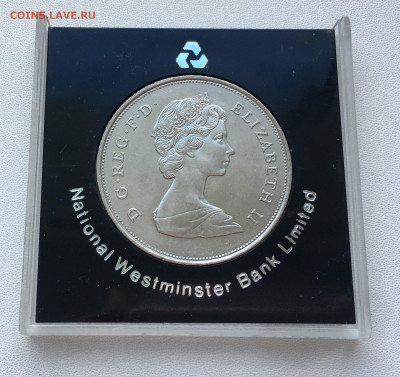 COINS.LAVE.RU
D·G·REG·F·D· ELIZABETH II
National Westminster Bank Limited